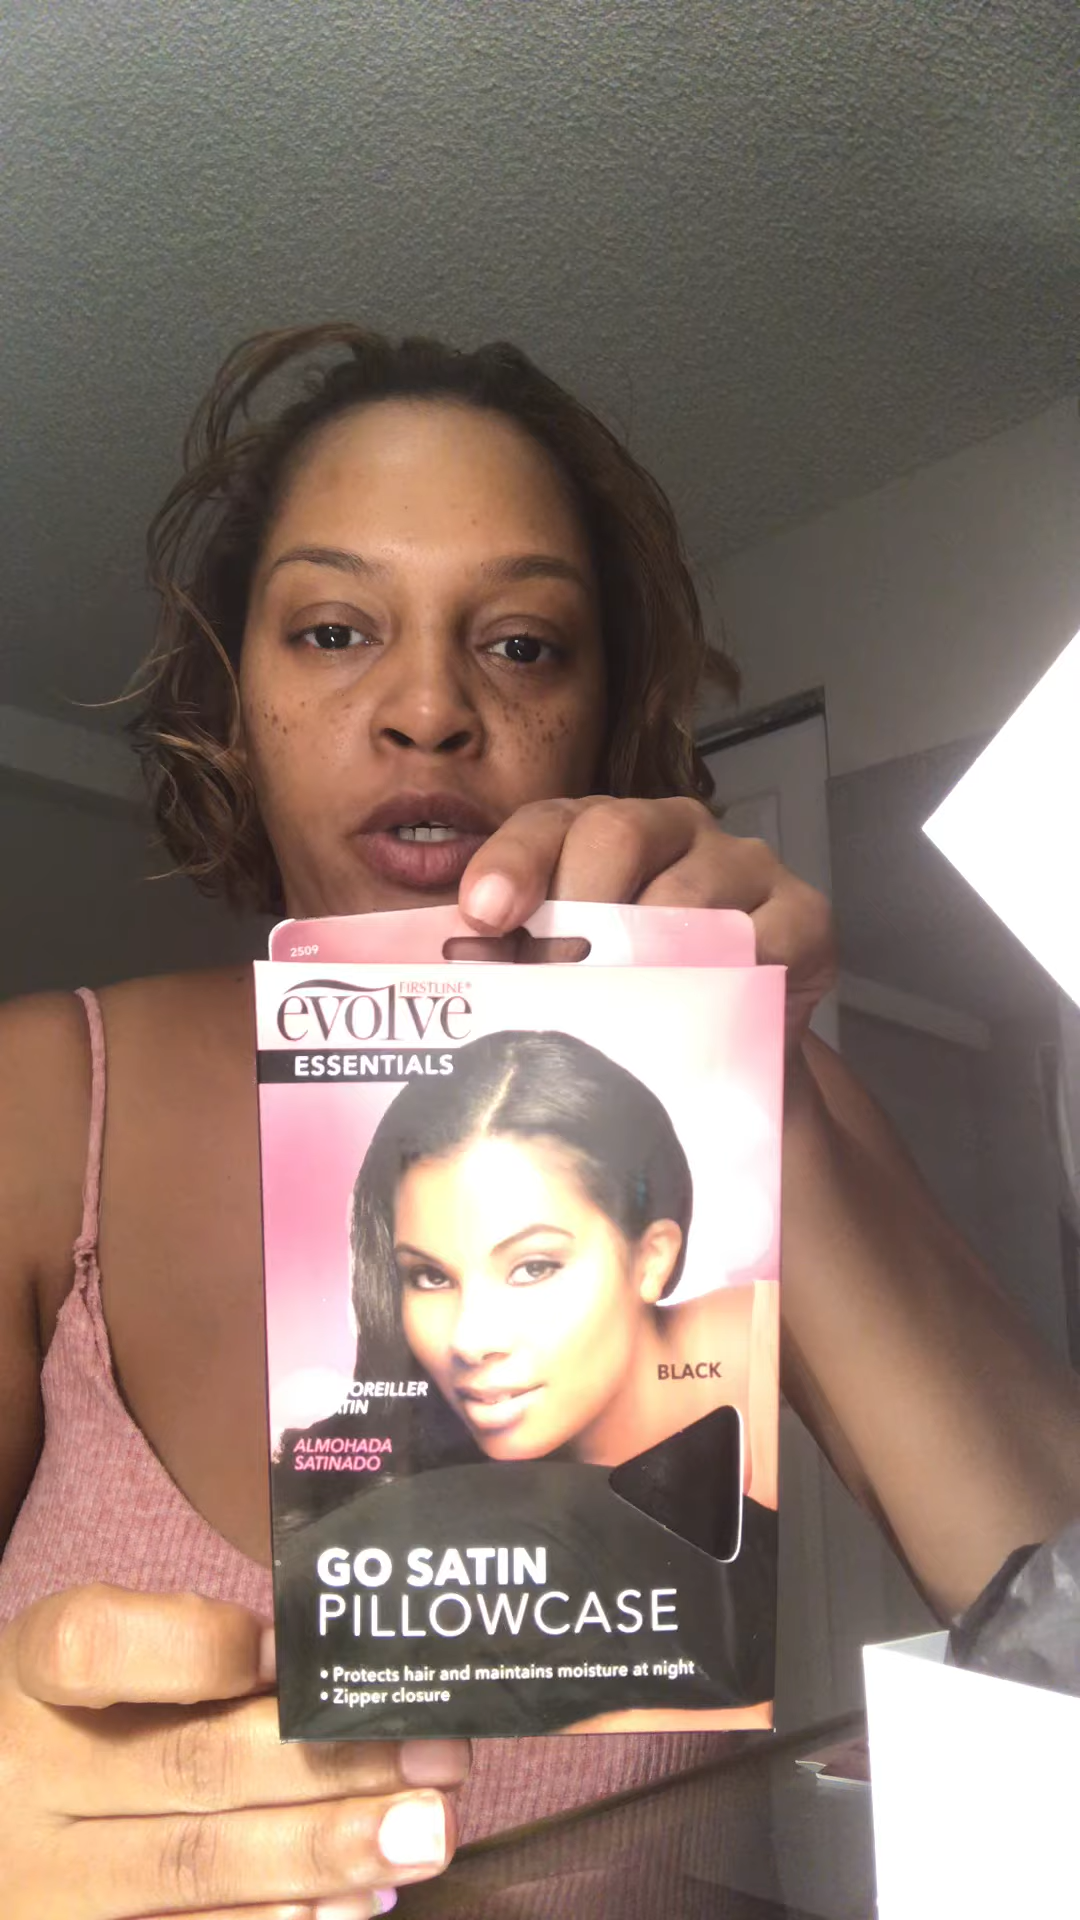 2509
FIRSTLINE®
evolve
ESSENTIALS
BLACK
OREILLER
ALMOHADA
SATINADO
GO SATIN
PILLOWCASE
• Protects hair and maintains moisture at night
• Zipper closure